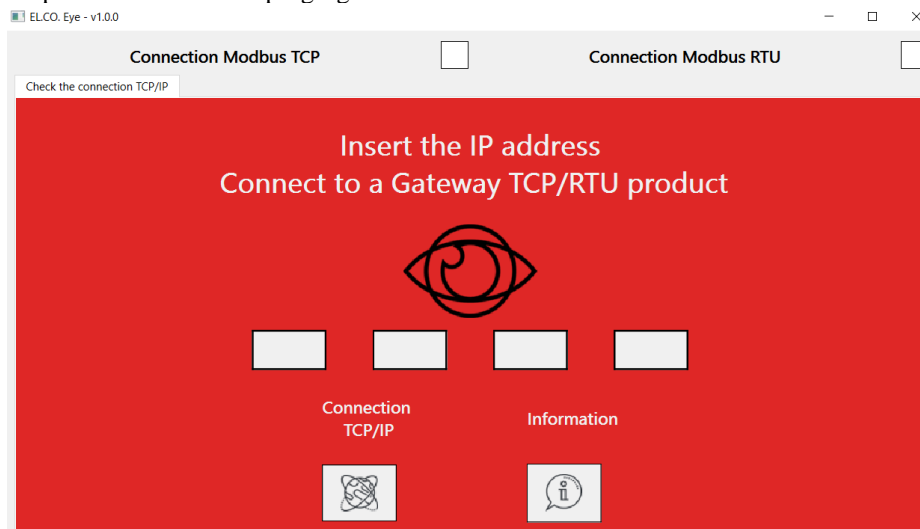 EL.CO. Eye - v1.0.0
Connection Modbus TCP
Connection Modbus RTU
Check the connection TCP/IP
Insert the IP address
Connect to a Gateway TCP/RTU product
Connection
TCP/IP
Information